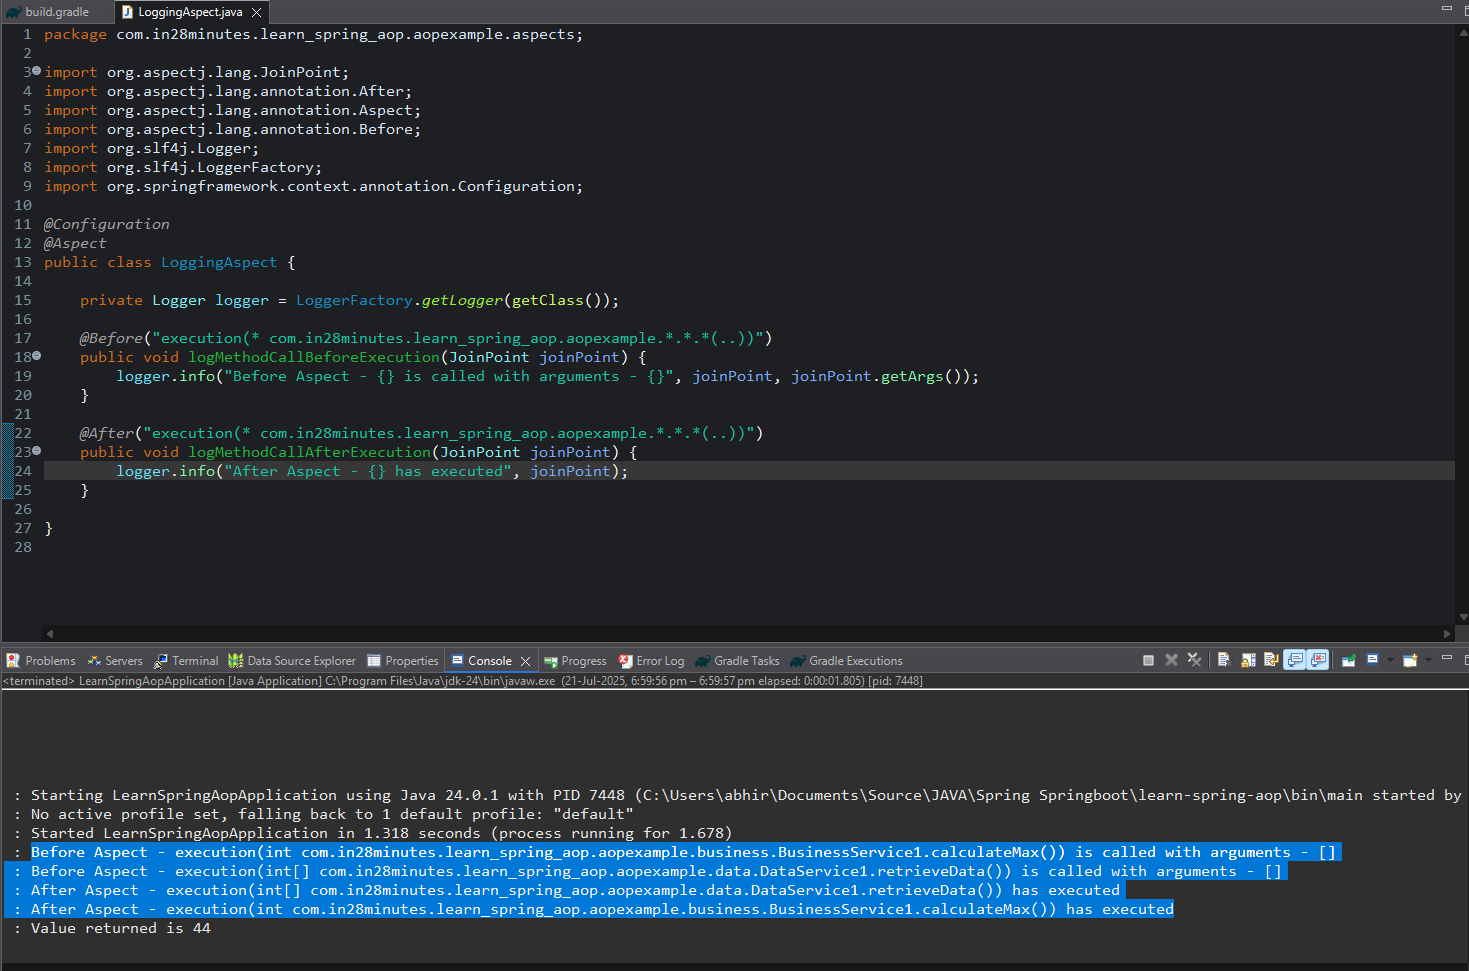 build.gradle
LoggingAspect.java
1 package com.in28minutes.learn_spring_aop.aopexample.aspects;
2
3 import org.aspectj.lang.JoinPoint;
4 import org.aspectj.lang.annotation.After;
5 import org.aspectj.lang.annotation.Aspect;
6 import org.aspectj.lang.annotation.Before;
7 import org.slf4j.Logger;
8 import org.slf4j.LoggerFactory;
9 import org.springframework.context.annotation.Configuration;
10
11 @Configuration
12 @Aspect
13 public class LoggingAspect {
14
15     private Logger logger = LoggerFactory.getLogger(getClass());
16
17     @Before("execution(* com.in28minutes.learn_spring_aop.aopexample.*.*.*(..))")
18     public void logMethodCallBeforeExecution(JoinPoint joinPoint) {
19         logger.info("Before Aspect - {} is called with arguments - {}", joinPoint, joinPoint.getArgs());
20     }
21
22     @After("execution(* com.in28minutes.learn_spring_aop.aopexample.*.*.*(..))")
23     public void logMethodCallAfterExecution(JoinPoint joinPoint) {
24         logger.info("After Aspect - {} has executed", joinPoint);
25     }
26
27 }
28
Problems Servers Terminal Data Source Explorer Properties Console Progress Error Log Gradle Tasks Gradle Executions
<terminated> LearnSpringAopApplication [Java Application] C:\Program Files\Java\jdk-24\bin\javaw.exe (21-Jul-2025, 6:59:56 pm – 6:59:57 pm elapsed: 0:00:01.805) [pid: 7448]
: Starting LearnSpringAopApplication using Java 24.0.1 with PID 7448 (C:\Users\abhir\Documents\Source\JAVA\Spring Springboot\learn-spring-aop\bin\main started by
: No active profile set, falling back to 1 default profile: "default"
: Started LearnSpringAopApplication in 1.318 seconds (process running for 1.678)
: Before Aspect - execution(int com.in28minutes.learn_spring_aop.aopexample.business.BusinessService1.calculateMax()) is called with arguments - []
: Before Aspect - execution(int[] com.in28minutes.learn_spring_aop.aopexample.data.DataService1.retrieveData()) is called with arguments - []
: After Aspect - execution(int[] com.in28minutes.learn_spring_aop.aopexample.data.DataService1.retrieveData()) has executed
: After Aspect - execution(int com.in28minutes.learn_spring_aop.aopexample.business.BusinessService1.calculateMax()) has executed
: Value returned is 44